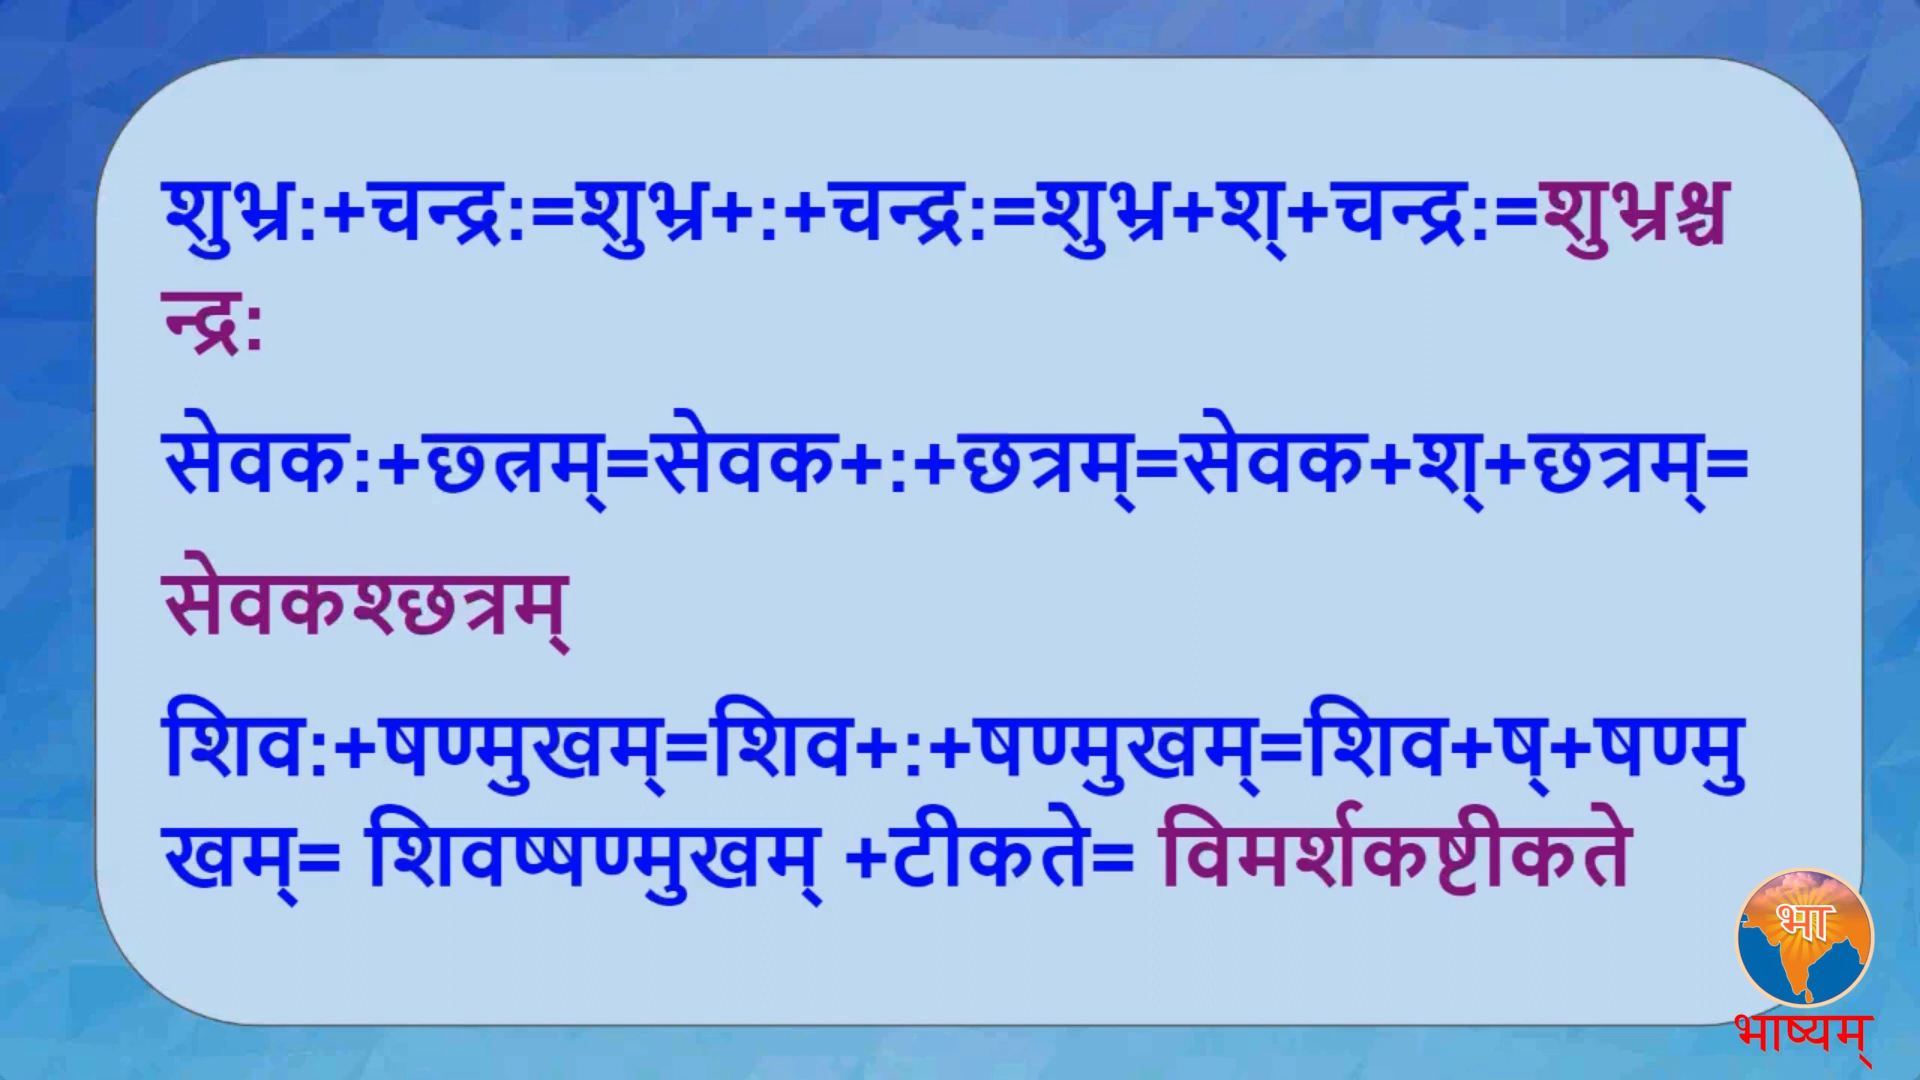 शुभ्र:+चन्द्र:=शुभ्र+:+चन्द्र:=शुभ्र+श्+चन्द्र:=शुभ्रश्च
न्द्र:
सेवक:+छत्रम्=सेवक+:+छत्रम्=सेवक+श्+छत्रम्=
सेवकश्छत्रम्
शिव:+षण्मुखम्=शिव+:+षण्मुखम्=शिव+ष्+षण्मु
खम्= शिवष्षण्मुखम् +टीकते= विमर्शकष्टीकते
भा
भाष्यम्